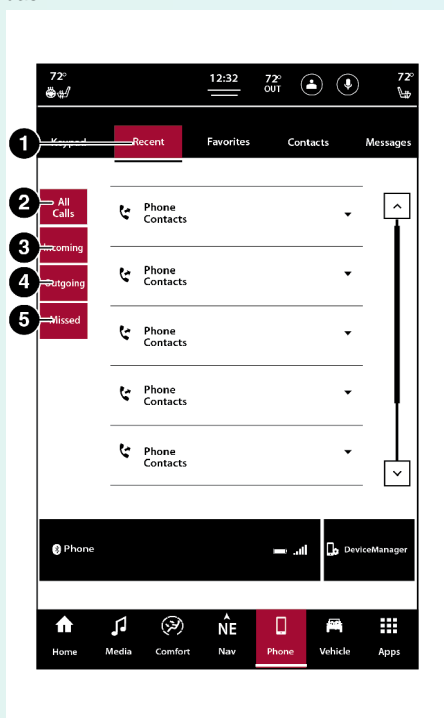 72°
12:32
72°
OUT
72°
1
Keypad
Recent
Favorites
Contacts
Messages
2
All
Calls
3
Incoming
4
Outgoing
5
Missed
Phone
Contacts
Phone
Contacts
Phone
Contacts
Phone
Contacts
Phone
Contacts
Phone
DeviceManager
NE
Home
Media
Comfort
Nav
Phone
Vehicle
Apps